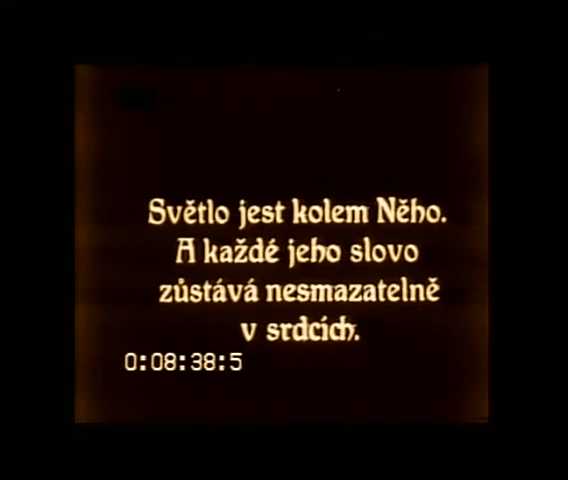 Světlo jest kolem Něho.
A každé jeho slovo
zůstává nesmazatelně
v srdcích.
0:08:38:5